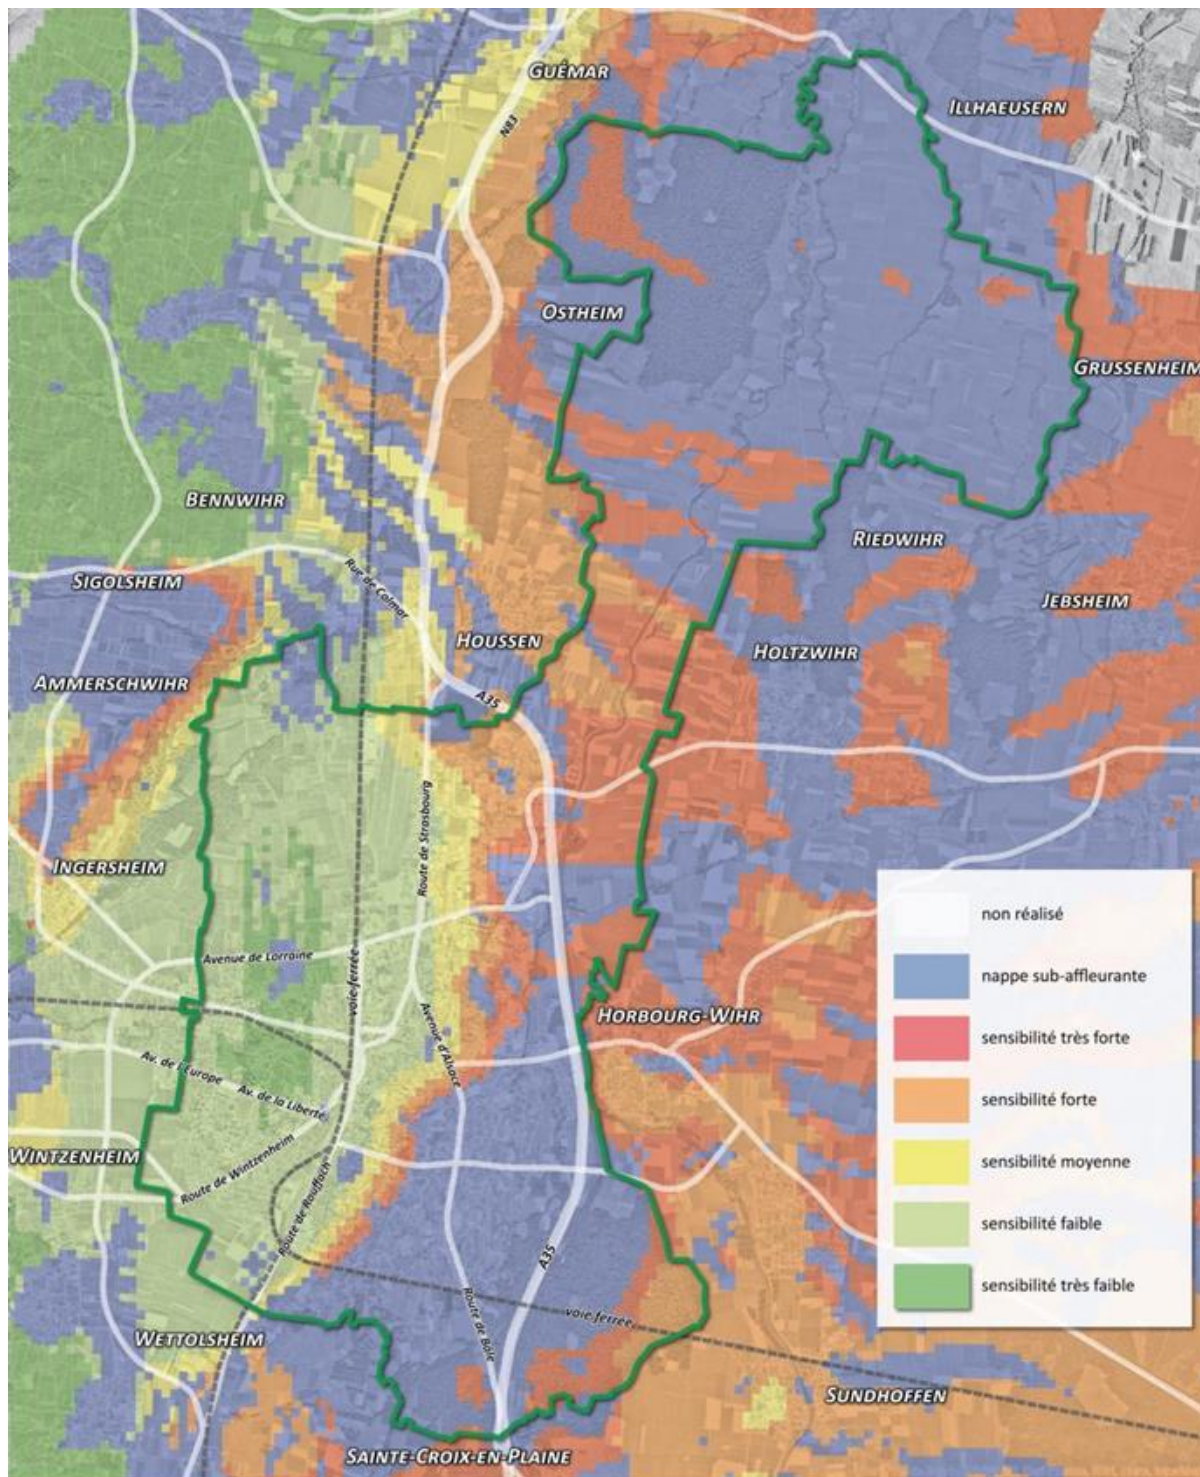 GUÉMAR
N83
ILLHAEUSERN
OSTHEIM
GRUSSENHEIM
BENNWIHR
RIEDWIHR
SIGOLSHEIM
Rue de Colmar
JEBSHEIM
HOUSSEN
HOLTZWIHR
AMMERSCHWIHR
A35
Route de Strasbourg
INGERSHEIM
non réalisé
Avenue de Lorraine
voie ferrée
nappe sub-affleurante
HORBOURG-WIHR
sensibilité très forte
Avenue d'Alsace
Av. de l'Europe
Av. de la Liberté
sensibilité forte
WINTZENHEIM
Route de Wintzenheim
sensibilité moyenne
Route de Rouffach
sensibilité faible
A35
sensibilité très faible
voie ferrée
Route de Bâle
WETTOLSHEIM
SUNDHOFFEN
SAINTE-CROIX-EN-PLAINE